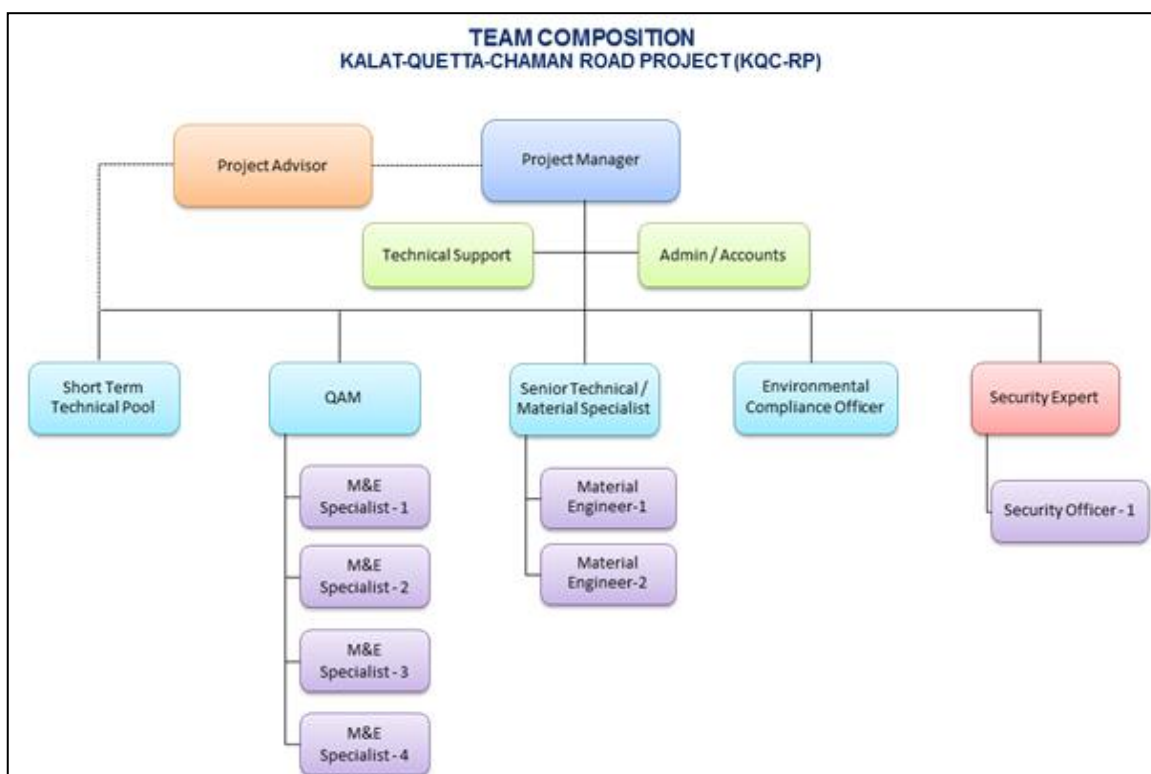 TEAM COMPOSITION
KALAT-QUETTA-CHAMAN ROAD PROJECT (KQC-RP)
Project Advisor
Project Manager
Technical Support
Admin / Accounts
Short Term
Technical Pool
QAM
Senior Technical /
Material Specialist
Environmental
Compliance Officer
Security Expert
M&E
Specialist - 1
M&E
Specialist - 2
M&E
Specialist - 3
M&E
Specialist - 4
Material
Engineer-1
Material
Engineer-2
Security Officer - 1